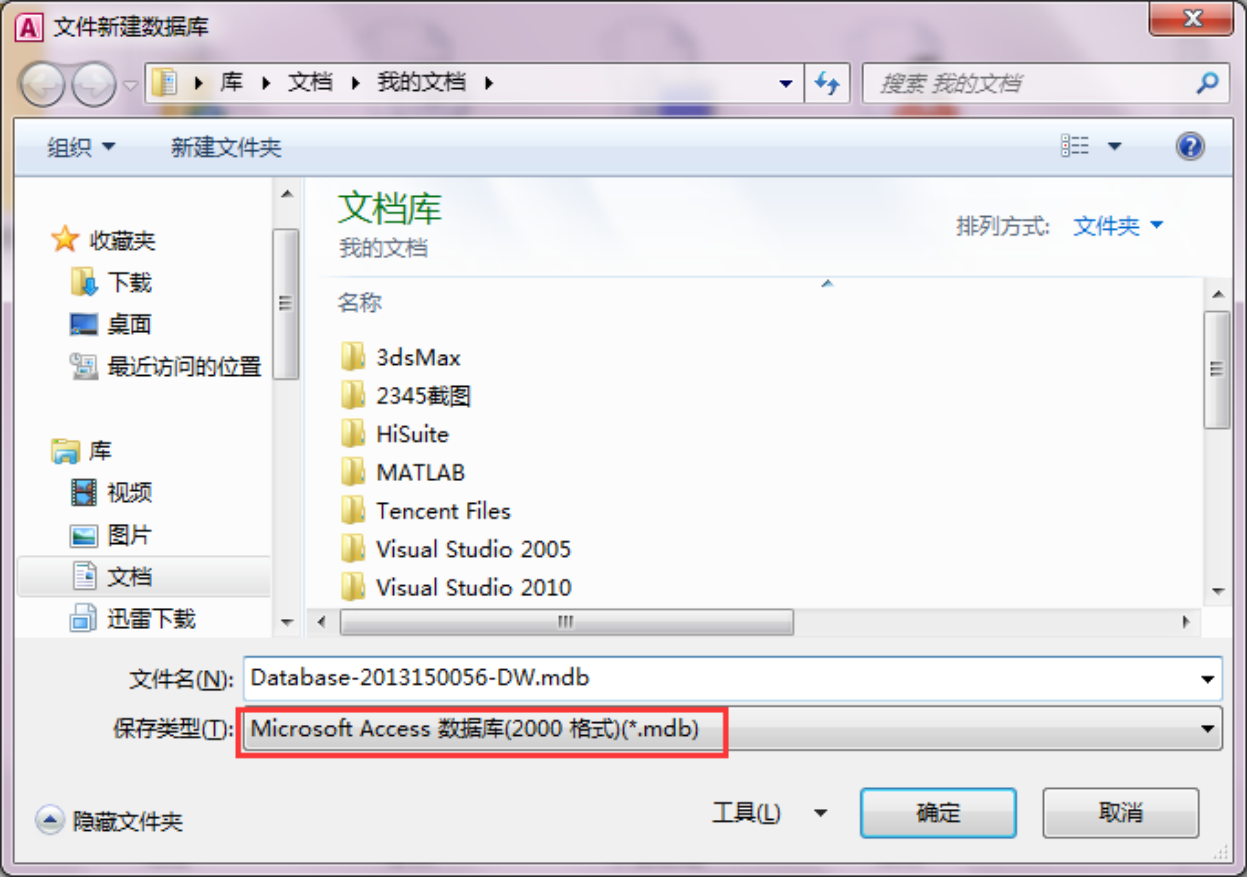 文件新建数据库
库 文档 我的文档
搜索 我的文档
组织 新建文件夹
收藏夹
下载
桌面
最近访问的位置
库
视频
图片
文档
迅雷下载
文档库
我的文档
排列方式: 文件夹
名称
3dsMax
2345截图
HiSuite
MATLAB
Tencent Files
Visual Studio 2005
Visual Studio 2010
文件名(N): Database-2013150056-DW.mdb
保存类型(T): Microsoft Access 数据库(2000 格式)(*.mdb)
隐藏文件夹
工具(L) 确定 取消